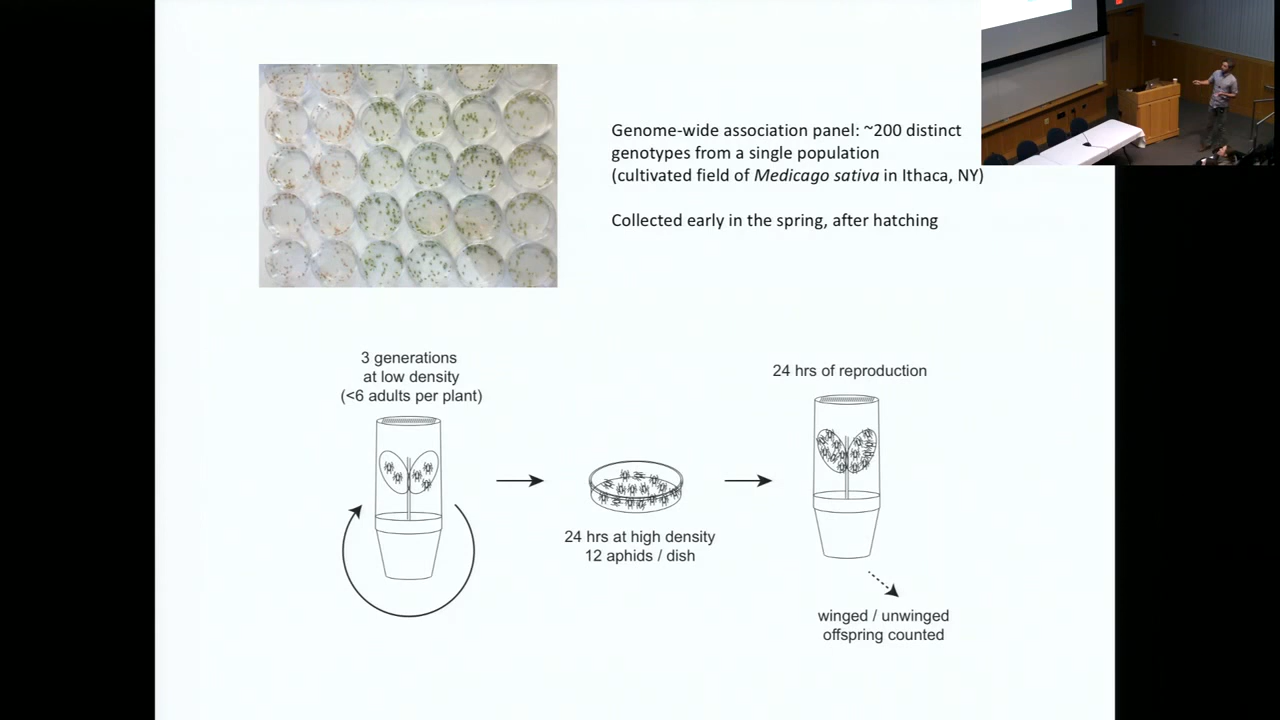 Genome-wide association panel: ~200 distinct
genotypes from a single population
(cultivated field of Medicago sativa in Ithaca, NY)
Collected early in the spring, after hatching
3 generations
at low density
(<6 adults per plant)
24 hrs at high density
12 aphids / dish
24 hrs of reproduction
winged / unwinged
offspring counted